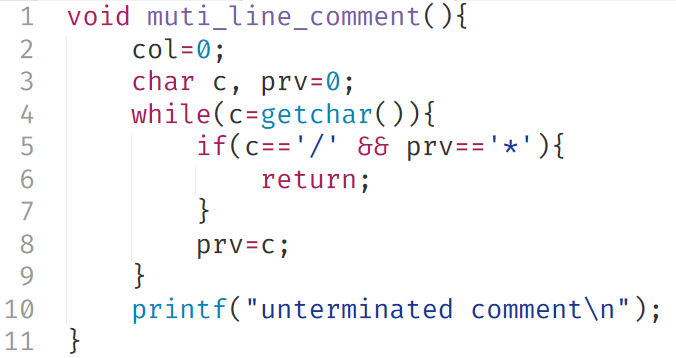 1 void muti_line_comment(){
2     col=0;
3     char c, prv=0;
4     while(c=getchar()){
5         if(c=='/' && prv=='*'){
6             return;
7         }
8         prv=c;
9     }
10     printf("unterminated comment\n");
11 }